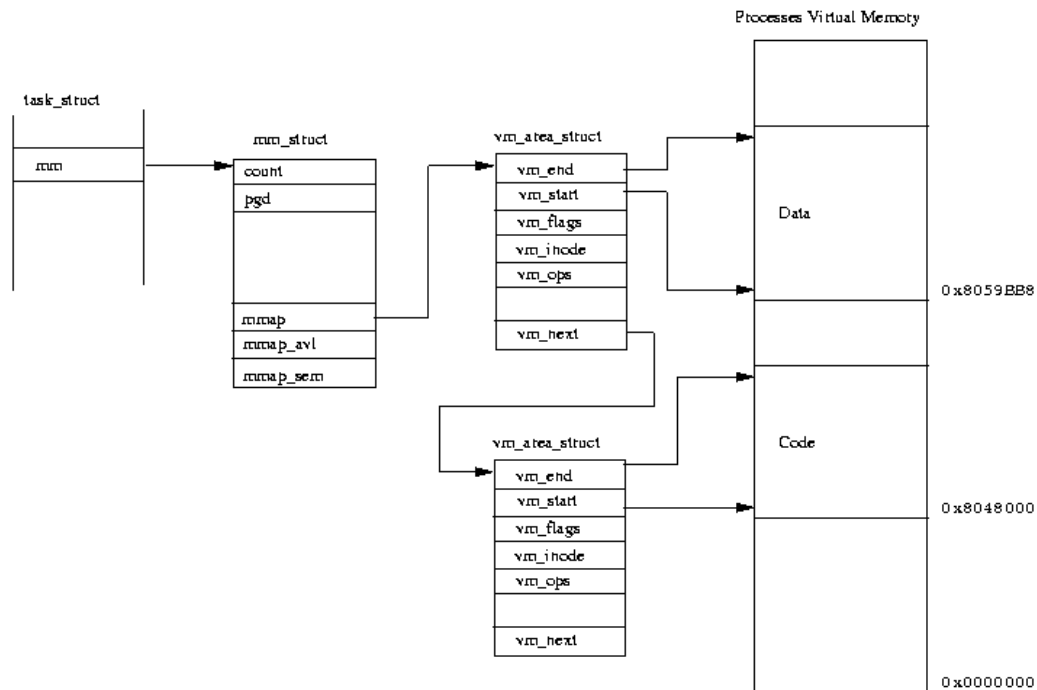 Processes Virtual Memory
task_struct
mm
mm_struct
count
pgd
mmap
mmap_avl
mmap_sem
vm_area_struct
vm_end
vm_start
vm_flags
vm_inode
vm_ops
vm_next
Data
0x8059BB8
vm_area_struct
vm_end
vm_start
vm_flags
vm_inode
vm_ops
vm_next
Code
0x8048000
0x0000000